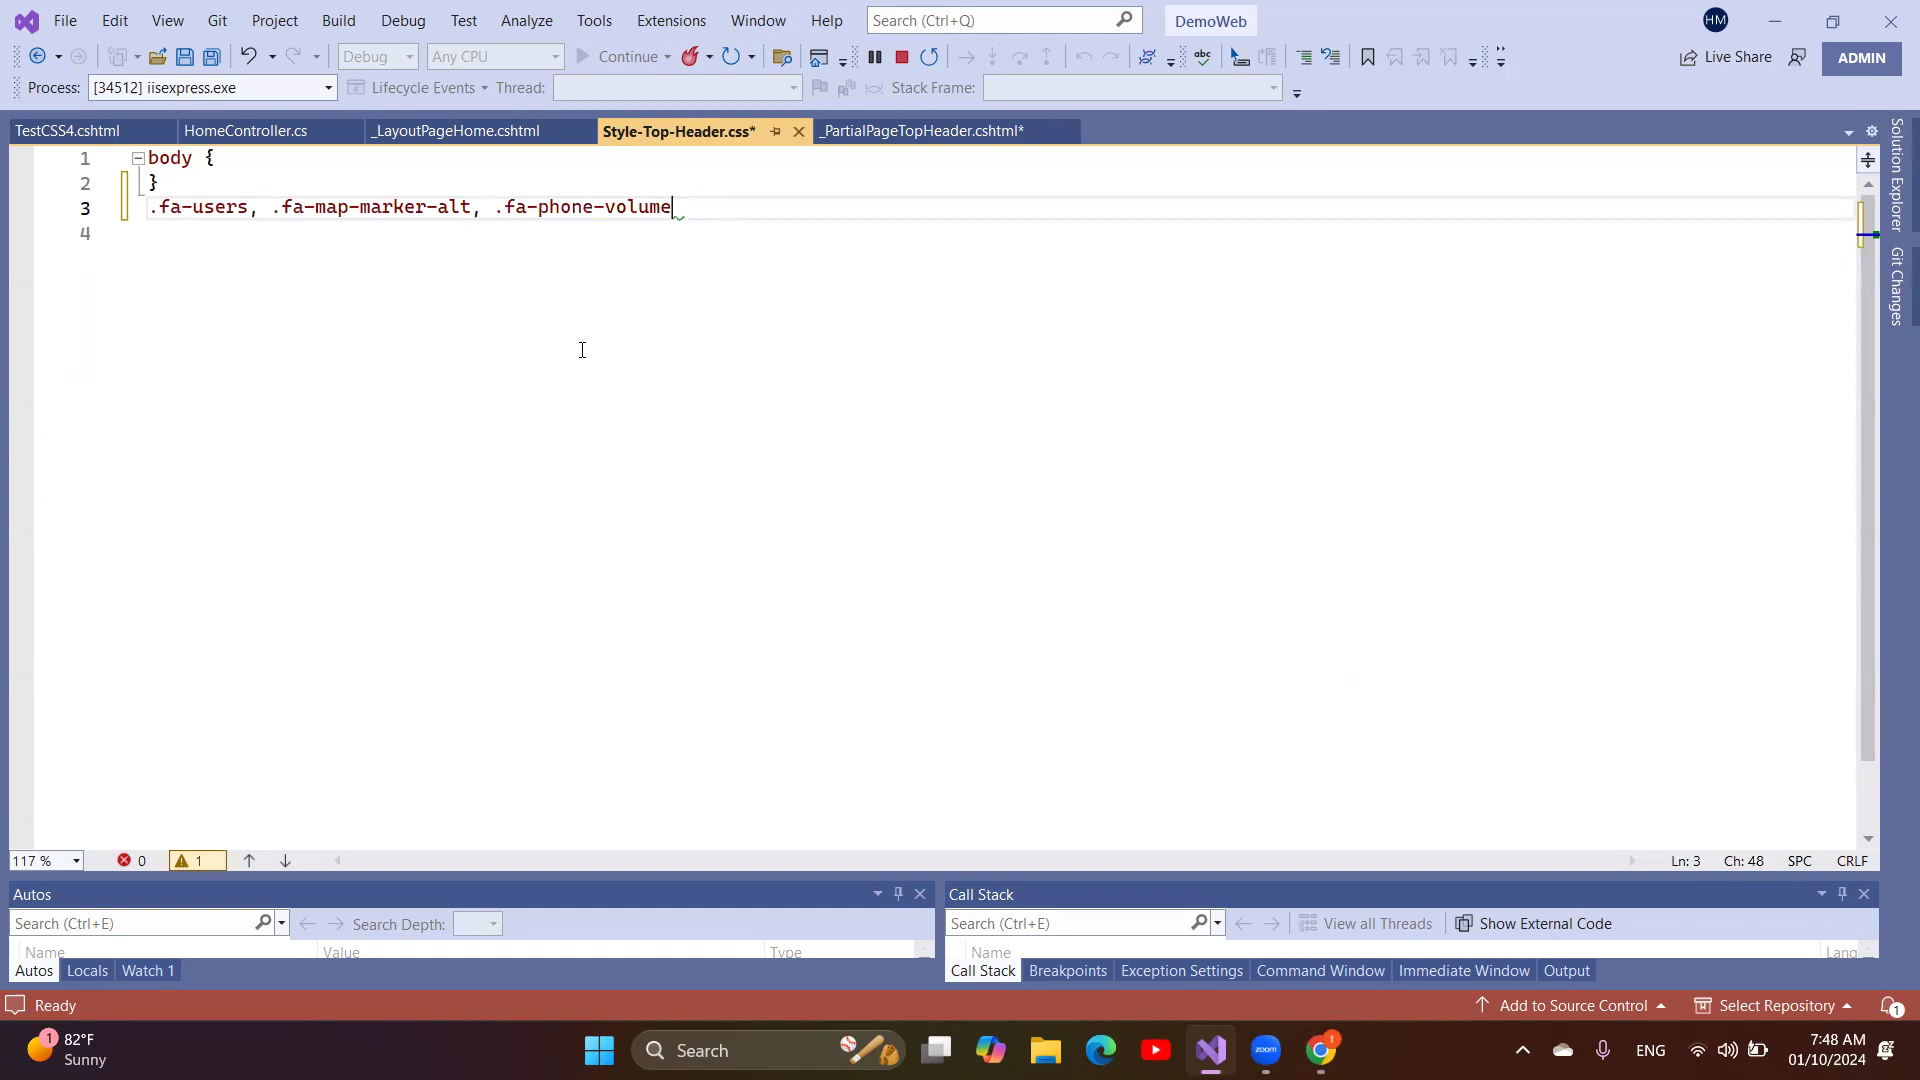 File Edit View Git Project Build Debug Test Analyze Tools Extensions Window Help Search (Ctrl+Q) DemoWeb HM
Debug Any CPU Continue Live Share ADMIN
Process: [34512] iisexpress.exe Lifecycle Events Thread: Stack Frame:
TestCSS4.cshtml HomeController.cs _LayoutPageHome.cshtml Style-Top-Header.css* _PartialPageTopHeader.cshtml*
1 body {
2 }
3 .fa-users, .fa-map-marker-alt, .fa-phone-volume
4
Solution Explorer
Git Changes
117 % 0 1 Ln: 3 Ch: 48 SPC CRLF
Autos
Search (Ctrl+E) Search Depth:
Name Value Type
Autos Locals Watch 1
Call Stack
Search (Ctrl+E) View all Threads Show External Code
Name Lang
Call Stack Breakpoints Exception Settings Command Window Immediate Window Output
Ready Add to Source Control Select Repository 1
1 82°F
Sunny
Search
zoom
t
ENG
7:48 AM
01/10/2024